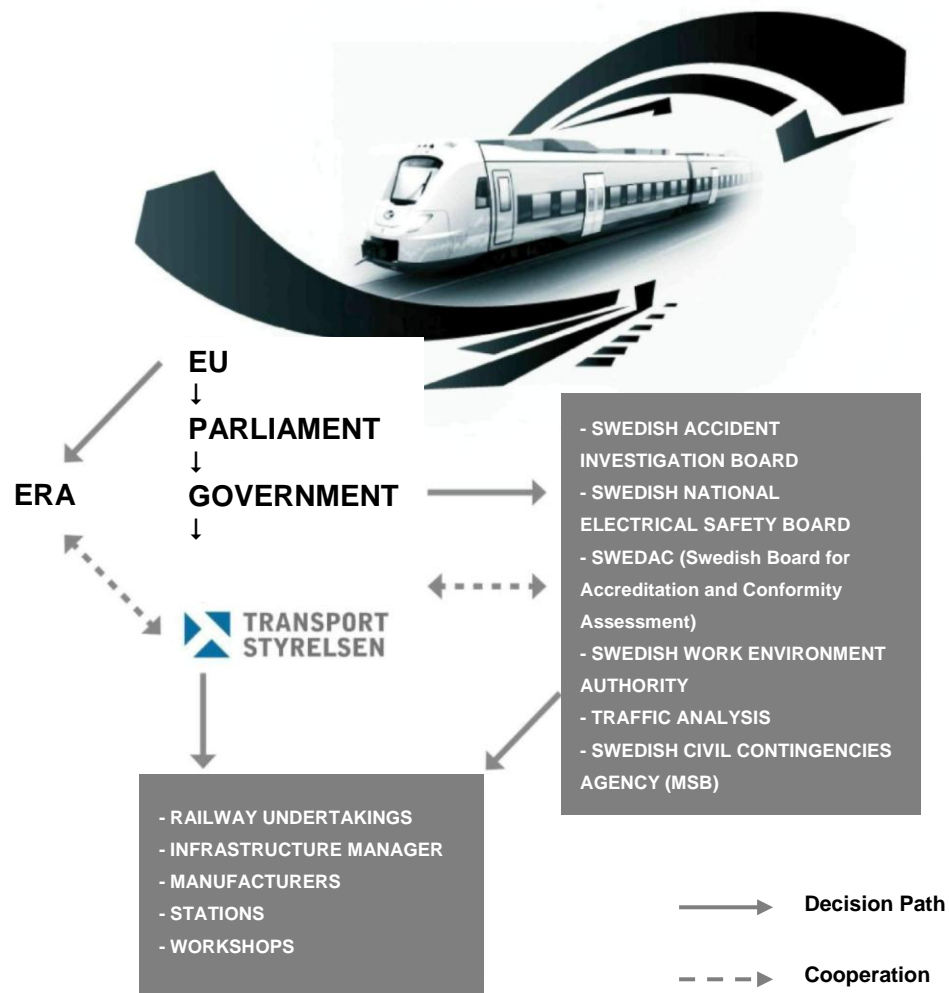 EU
↓
PARLIAMENT
↓
GOVERNMENT
↓
ERA
TRANSPORT
STYRELSEN
- SWEDISH ACCIDENT
INVESTIGATION BOARD
- SWEDISH NATIONAL
ELECTRICAL SAFETY BOARD
- SWEDAC (Swedish Board for
Accreditation and Conformity
Assessment)
- SWEDISH WORK ENVIRONMENT
AUTHORITY
- TRAFFIC ANALYSIS
- SWEDISH CIVIL CONTINGENCIES
AGENCY (MSB)
- RAILWAY UNDERTAKINGS
- INFRASTRUCTURE MANAGER
- MANUFACTURERS
- STATIONS
- WORKSHOPS
Decision Path
Cooperation